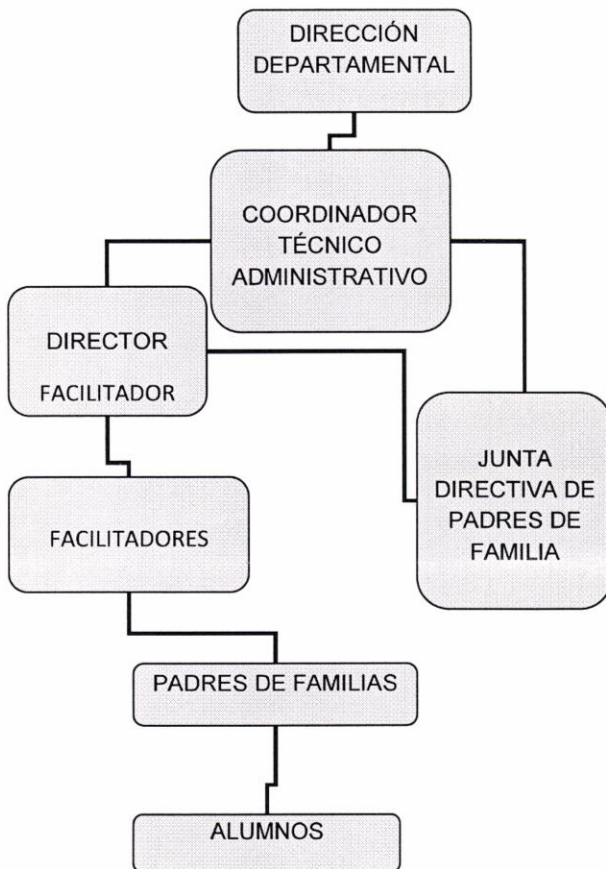 DIRECCIÓN
DEPARTAMENTAL
COORDINADOR
TÉCNICO
ADMINISTRATIVO
DIRECTOR
FACILITADOR
JUNTA
DIRECTIVA DE
PADRES DE
FAMILIA
FACILITADORES
PADRES DE FAMILIAS
ALUMNOS